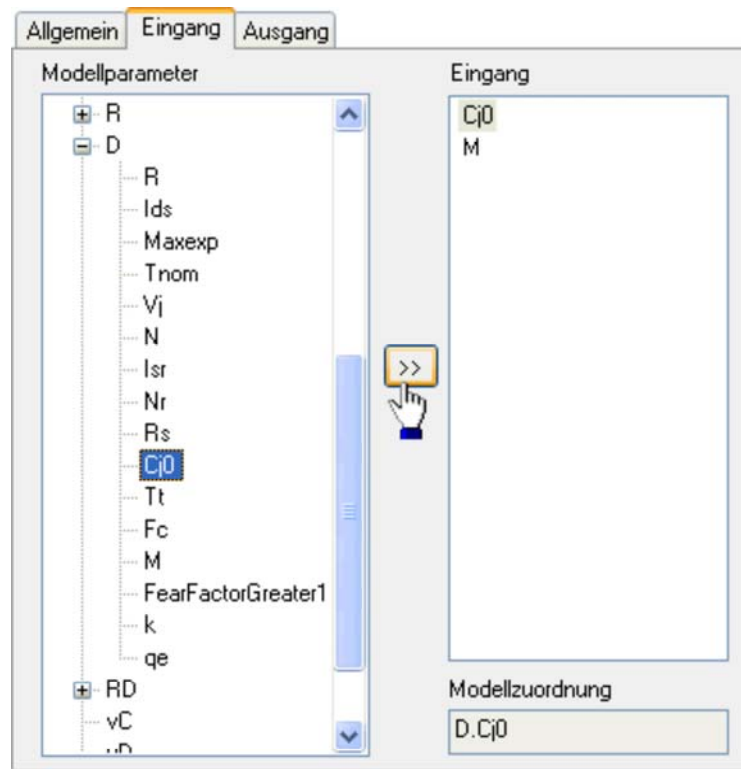 Allgemein Eingang Ausgang
Modellparameter
R
D
R
Ids
Maxexp
Tnom
Vj
N
Isr
Nr
Rs
Cj0
Tt
Fc
M
FearFactorGreater1
k
qe
RD
vC
>>
Eingang
Cj0
M
Modellzuordnung
D.Cj0